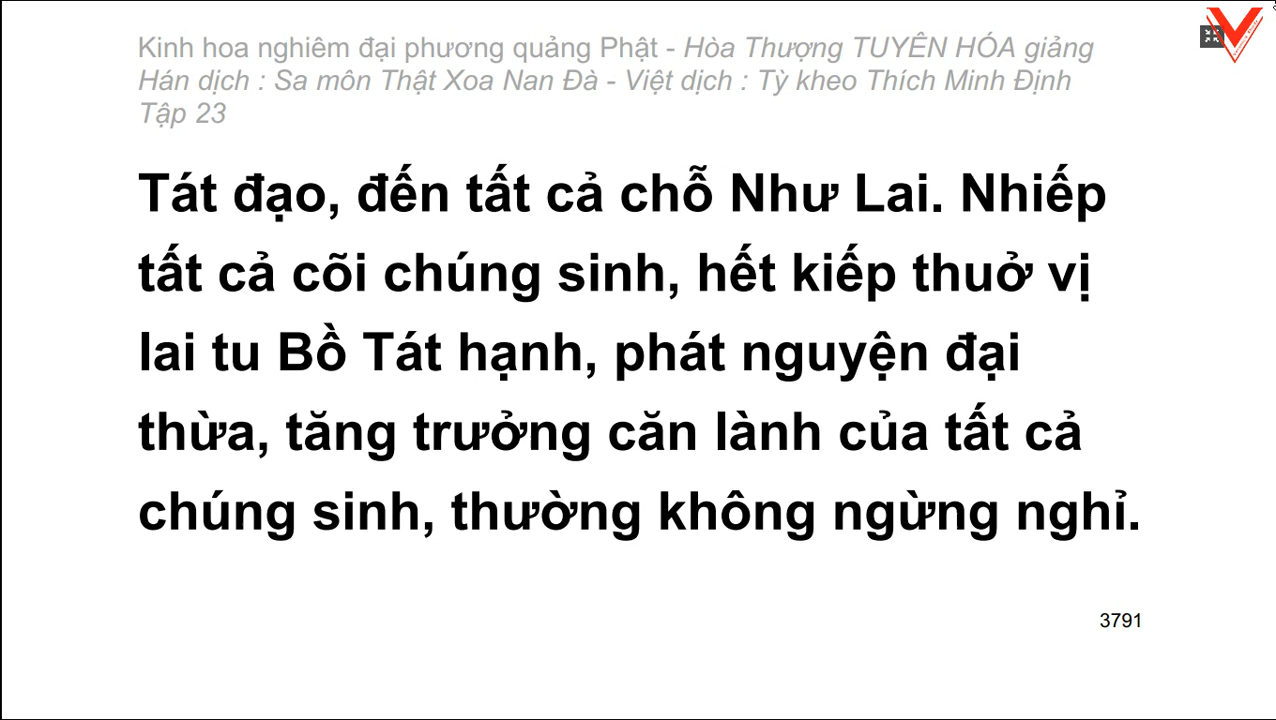 Kinh hoa nghiêm đại phương quảng Phật - Hòa Thượng TUYÊN HÓA giảng
Hán dịch : Sa môn Thật Xoa Nan Đà - Việt dịch : Tỳ kheo Thích Minh Định
Tập 23
Tát đạo, đến tất cả chỗ Như Lai. Nhiếp
tất cả cõi chúng sinh, hết kiếp thuở vị
lai tu Bồ Tát hạnh, phát nguyện đại
thừa, tăng trưởng căn lành của tất cả
chúng sinh, thường không ngừng nghỉ.
3791